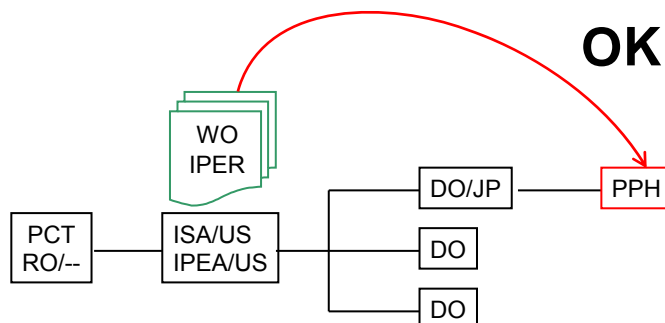 OK
WO
IPER
DO/JP
PPH
PCT
RO/--
ISA/US
IPEA/US
DO
DO